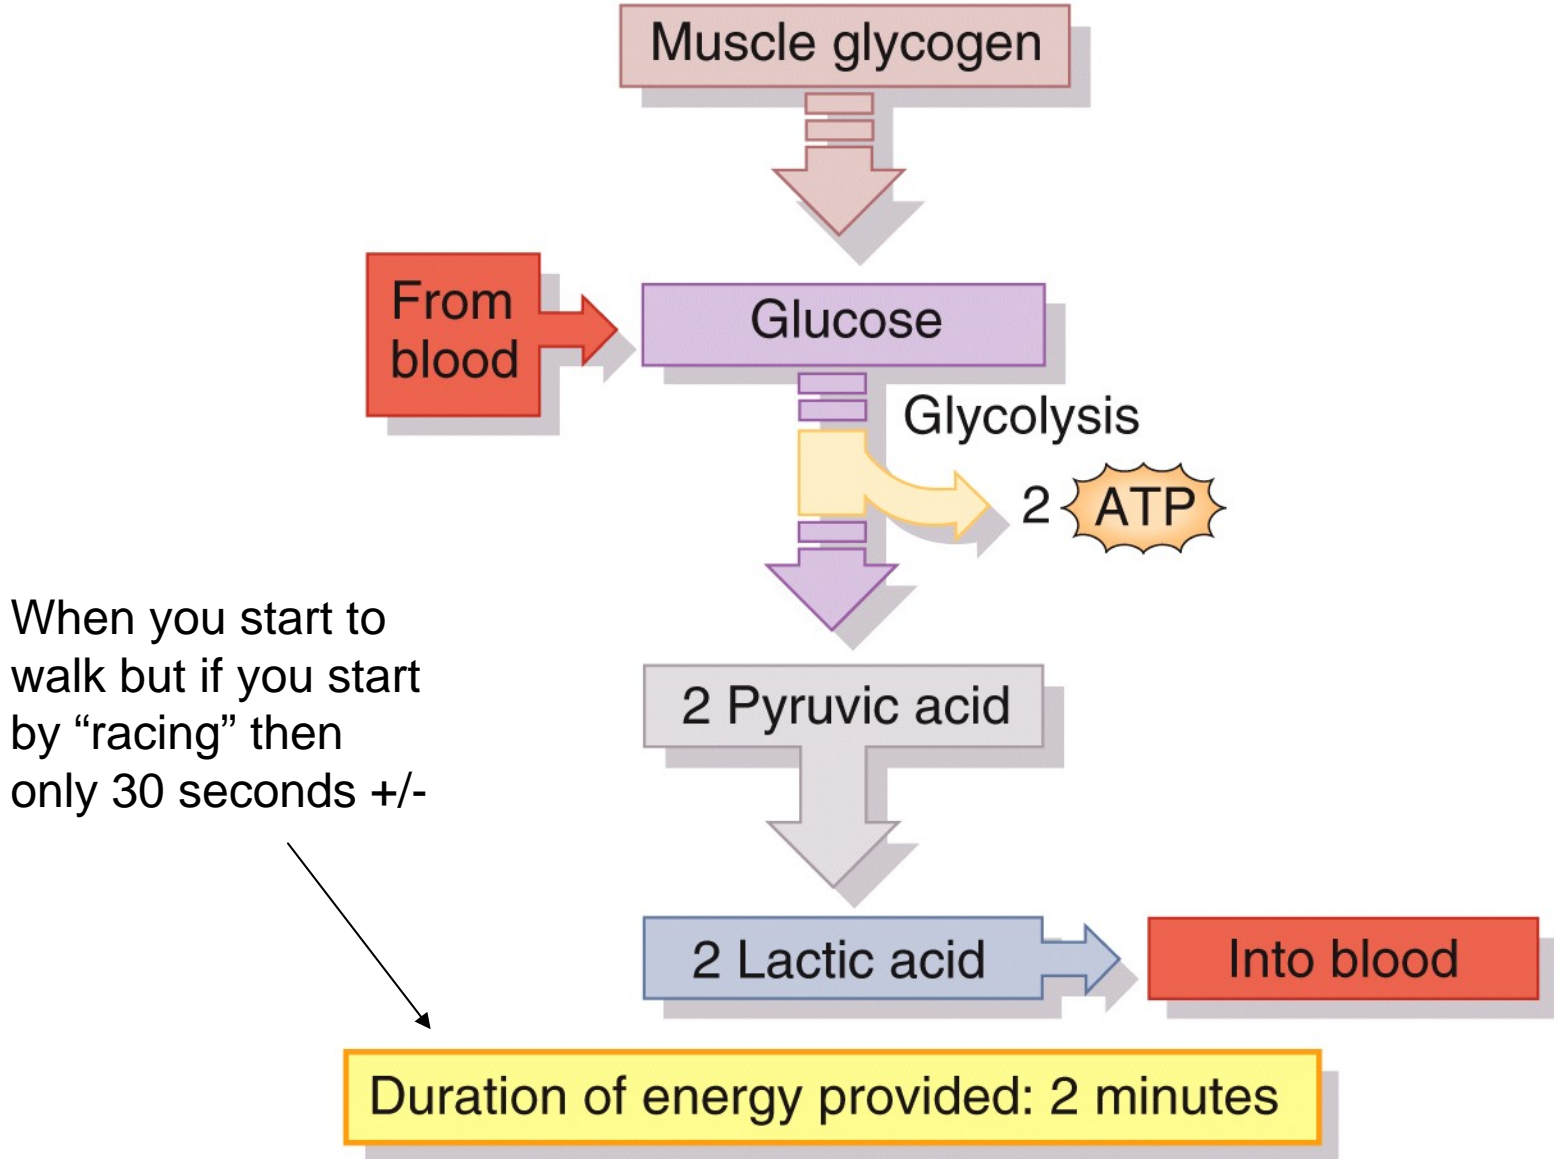 Muscle glycogen
From
blood
Glucose
Glycolysis
2 ATP
When you start to
walk but if you start
by “racing” then
only 30 seconds +/-
2 Pyruvic acid
2 Lactic acid
Into blood
Duration of energy provided: 2 minutes